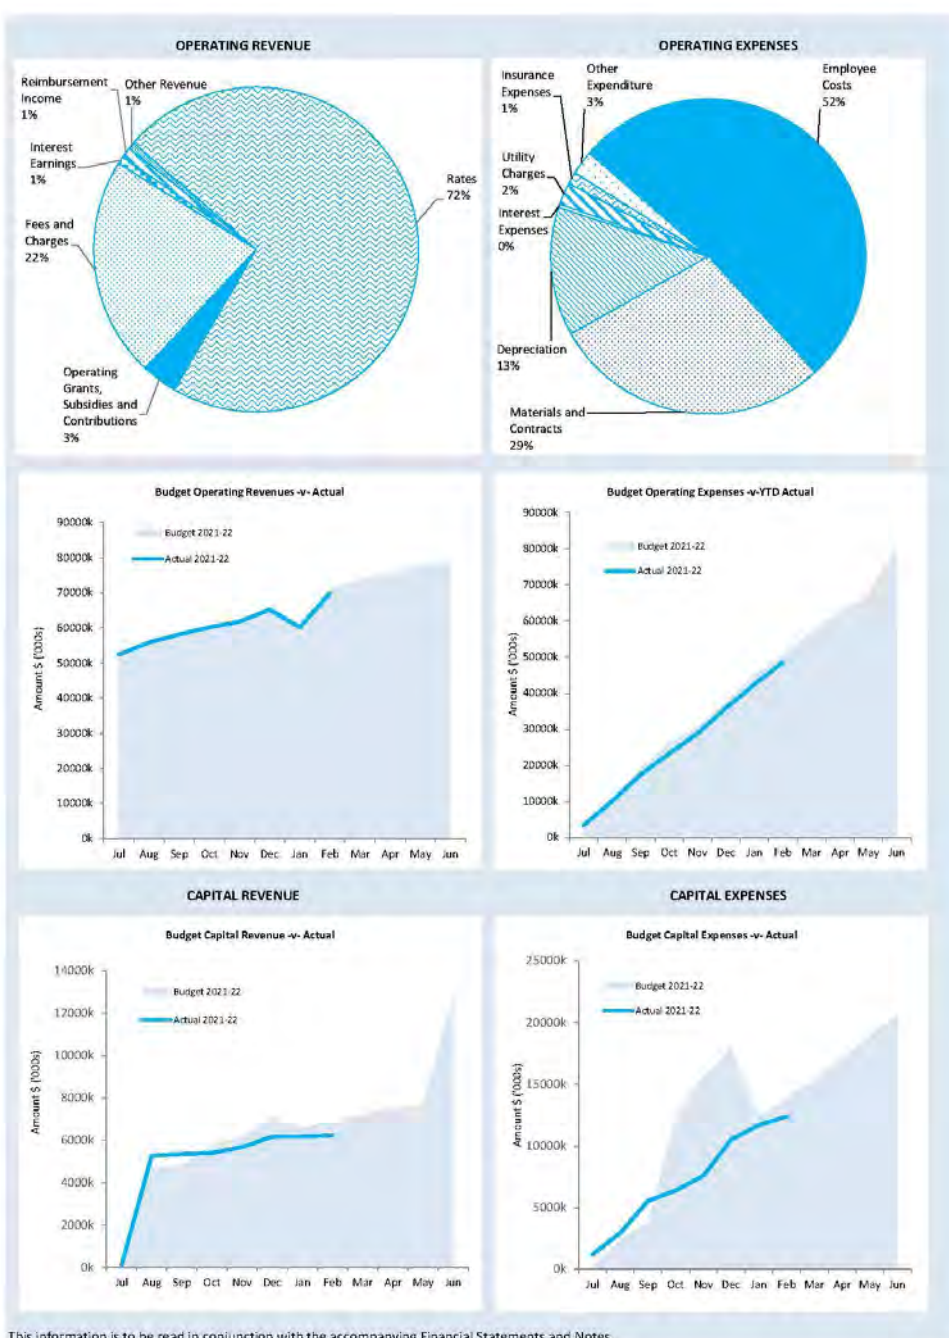 OPERATING REVENUE
Reimbursement
Income
1%
Other Revenue
1%
Interest
Earnings
1%
Rates
72%
Fees and
Charges
22%
Operating
Grants,
Subsidies and
Contributions
3%
OPERATING EXPENSES
Insurance
Expenses
1%
Other
Expenditure
3%
Employee
Costs
52%
Utility
Charges
2%
Interest
Expenses
0%
Depreciation
13%
Materials and
Contracts
29%
Budget Operating Revenues -v- Actual
Budget 2021-22
Actual 2021-22
Amount $ ('000s)
90000k
80000k
70000k
60000k
50000k
40000k
30000k
20000k
10000k
0k
Jul Aug Sep Oct Nov Dec Jan Feb Mar Apr May Jun
Budget Operating Expenses -v-YTD Actual
Budget 2021-22
Actual 2021-22
Amount $ ('000s)
90000k
80000k
70000k
60000k
50000k
40000k
30000k
20000k
10000k
0k
Jul Aug Sep Oct Nov Dec Jan Feb Mar Apr May Jun
CAPITAL REVENUE
Budget Capital Revenue -v- Actual
Budget 2021-22
Actual 2021-22
Amount $ ('000s)
14000k
12000k
10000k
8000k
6000k
4000k
2000k
0k
Jul Aug Sep Oct Nov Dec Jan Feb Mar Apr May Jun
CAPITAL EXPENSES
Budget Capital Expenses -v- Actual
Budget 2021-22
Actual 2021-22
Amount $ ('000s)
25000k
20000k
15000k
10000k
5000k
0k
Jul Aug Sep Oct Nov Dec Jan Feb Mar Apr May Jun
This information is to be read in conjunction with the accompanying Financial Statements and Notes